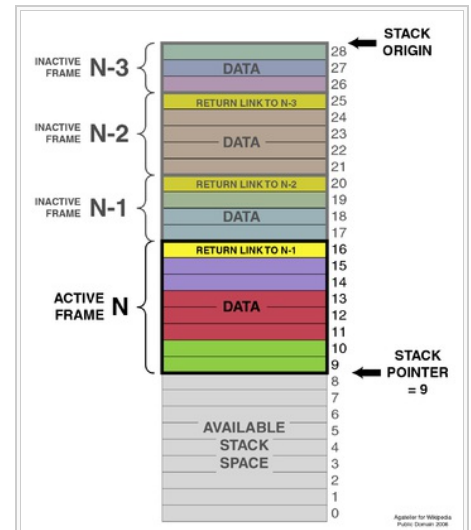 STACK
ORIGIN
INACTIVE
FRAME N-3
28
DATA 27
26
INACTIVE
FRAME N-2
RETURN LINK TO N-3 25
24
23
DATA 22
21
INACTIVE
FRAME N-1
RETURN LINK TO N-2 20
19
DATA 18
17
ACTIVE
FRAME N
RETURN LINK TO N-1 16
15
14
13
DATA 12
11
10
9
STACK
POINTER
= 9
8
7
6
AVAILABLE 5
STACK 4
SPACE 3
2
1
0
Agateller for Wikipedia
Public Domain 2006